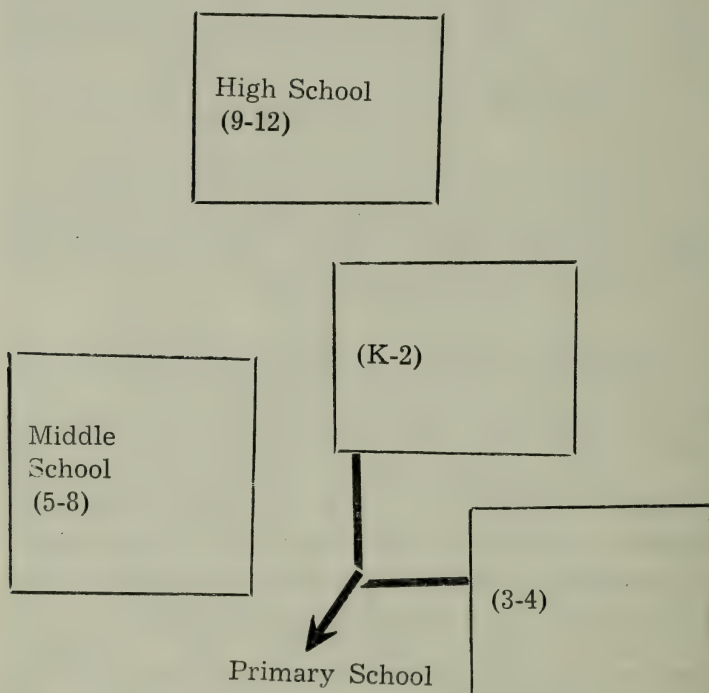 High School
(9-12)
(K-2)
Middle
School
(5-8)
(3-4)
Primary School